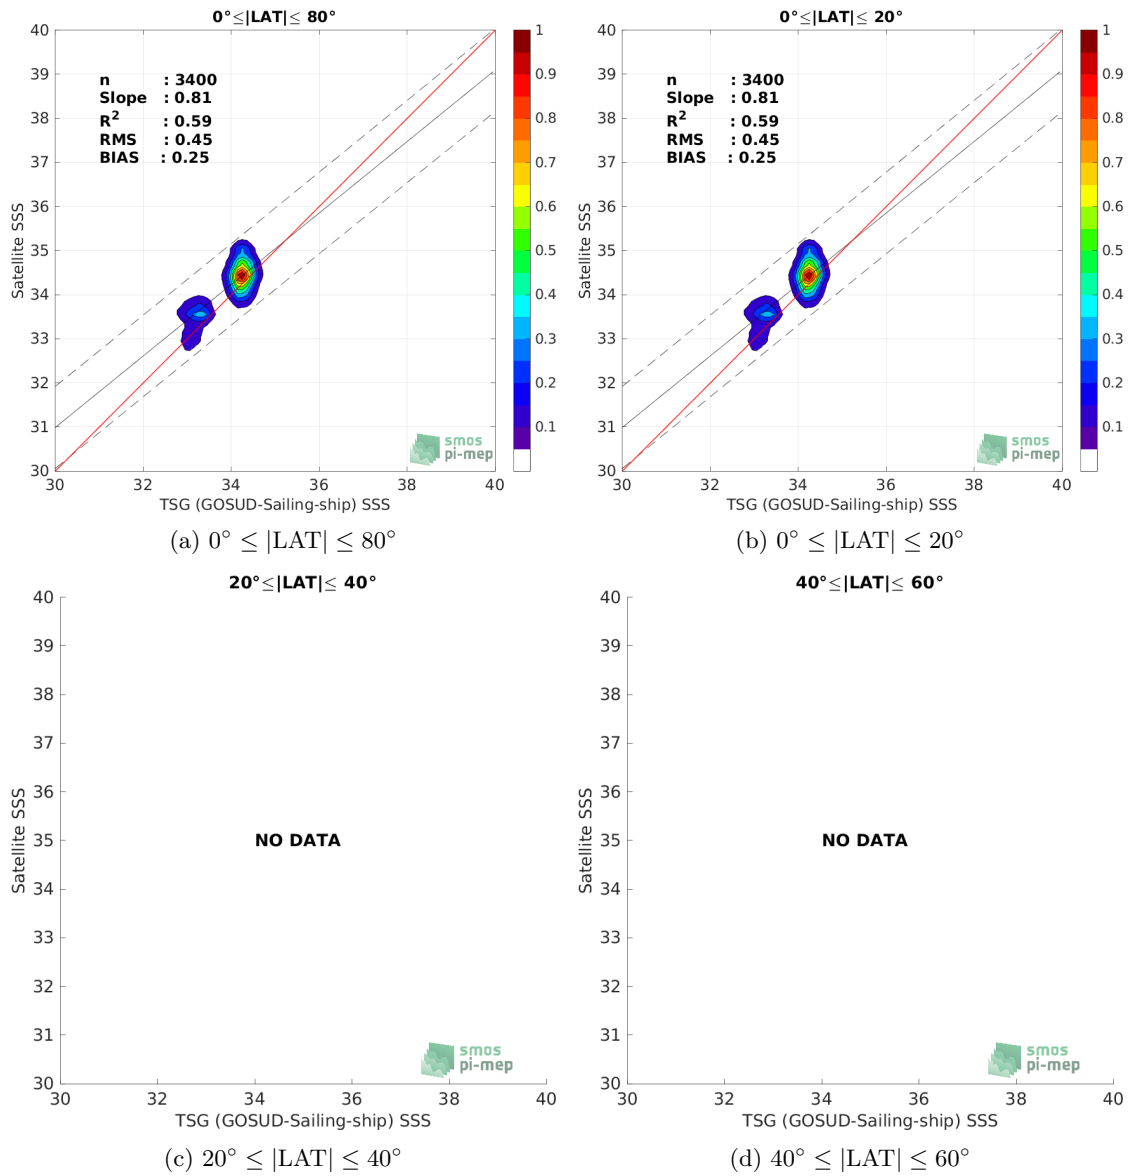 0°≤|LAT|≤ 80°
40
39
38
37
36
35
34
33
32
31
30
Satellite SSS
n : 3400
Slope : 0.81
R² : 0.59
RMS : 0.45
BIAS : 0.25
smos
pi-mep
30 32 34 36 38 40
TSG (GOSUD-Sailing-ship) SSS
1
0.9
0.8
0.7
0.6
0.5
0.4
0.3
0.2
0.1
(a) 0° ≤ |LAT| ≤ 80°
0°≤|LAT|≤ 20°
40
39
38
37
36
35
34
33
32
31
30
Satellite SSS
n : 3400
Slope : 0.81
R² : 0.59
RMS : 0.45
BIAS : 0.25
smos
pi-mep
30 32 34 36 38 40
TSG (GOSUD-Sailing-ship) SSS
1
0.9
0.8
0.7
0.6
0.5
0.4
0.3
0.2
0.1
(b) 0° ≤ |LAT| ≤ 20°
20°≤|LAT|≤ 40°
40
39
38
37
36
35
34
33
32
31
30
Satellite SSS
NO DATA
smos
pi-mep
30 32 34 36 38 40
TSG (GOSUD-Sailing-ship) SSS
(c) 20° ≤ |LAT| ≤ 40°
40°≤|LAT|≤ 60°
40
39
38
37
36
35
34
33
32
31
30
Satellite SSS
NO DATA
smos
pi-mep
30 32 34 36 38 40
TSG (GOSUD-Sailing-ship) SSS
(d) 40° ≤ |LAT| ≤ 60°